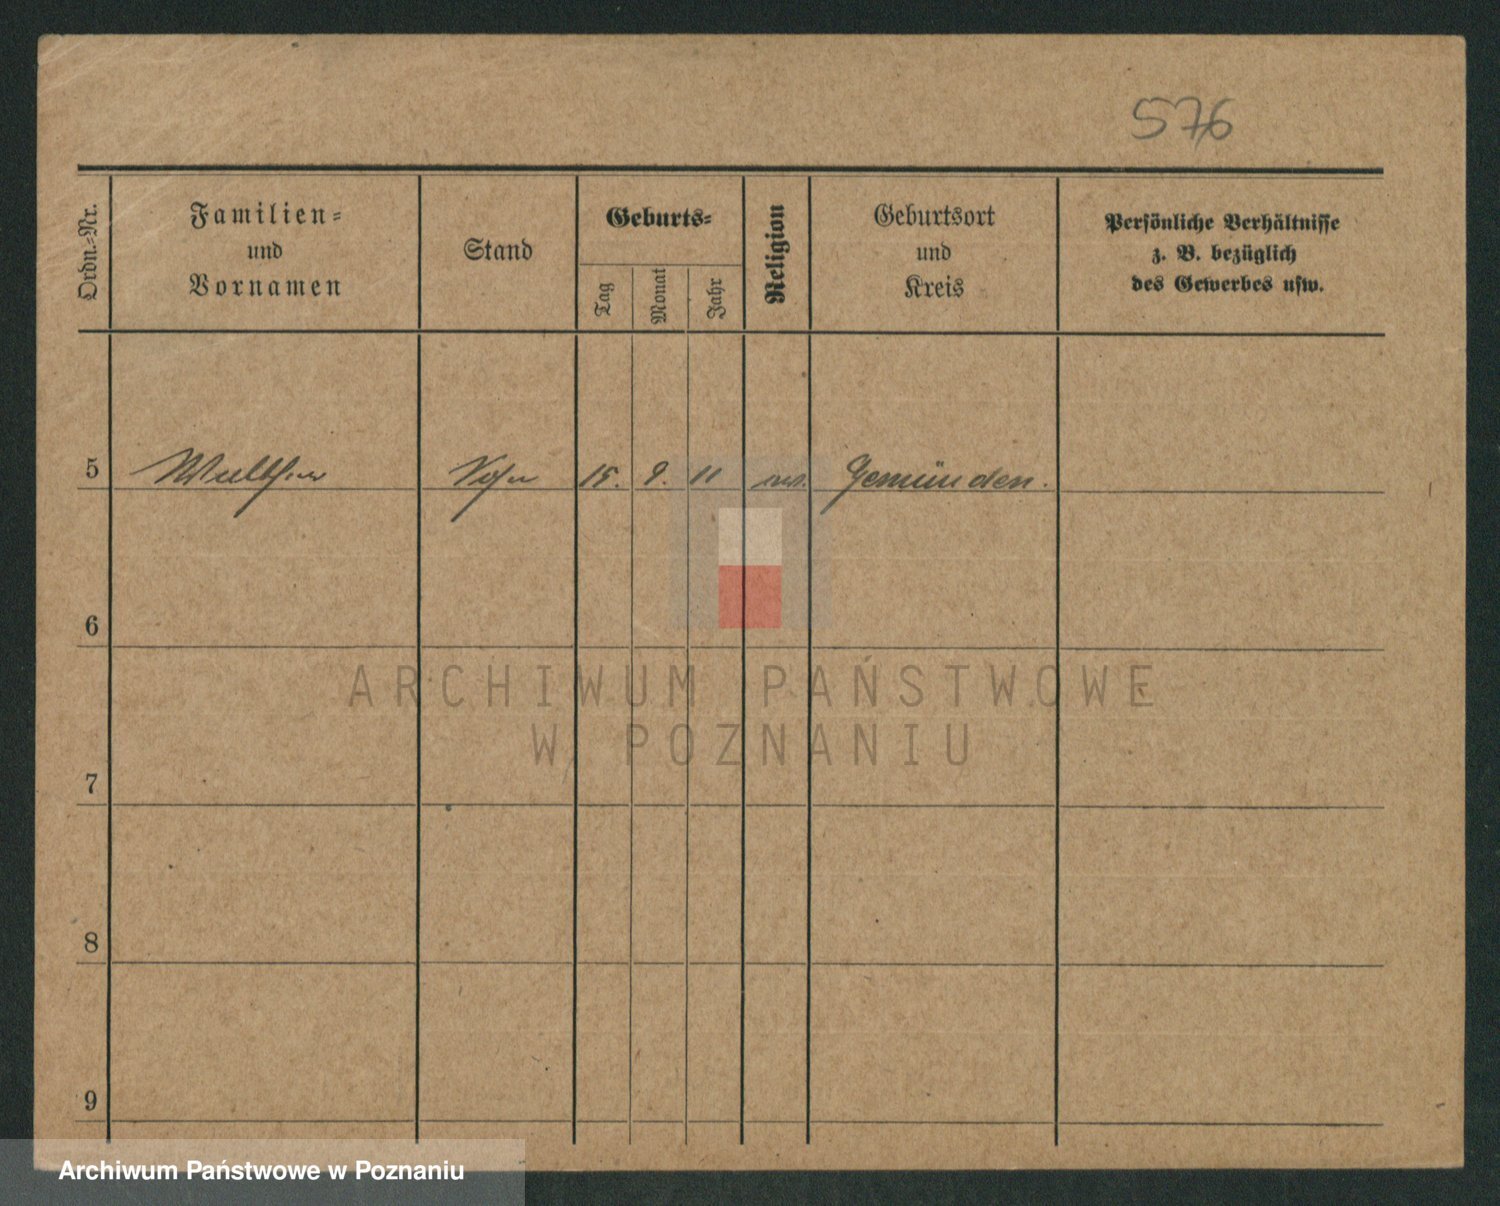 576
Ordn.-Nr.
Familien-
und
Vornamen
Stand
Geburts-
Tag
Monat
Jahr
Religion
Geburtsort
und
Kreis
Persönliche Verhältnisse
z. B. bezüglich
des Gewerbes usw.
5 15. 9. 11 Gemünden.
6
ARCHIWUM PAŃSTWOWE
W POZNANIU
7
8
9
Archiwum Państwowe w Poznaniu